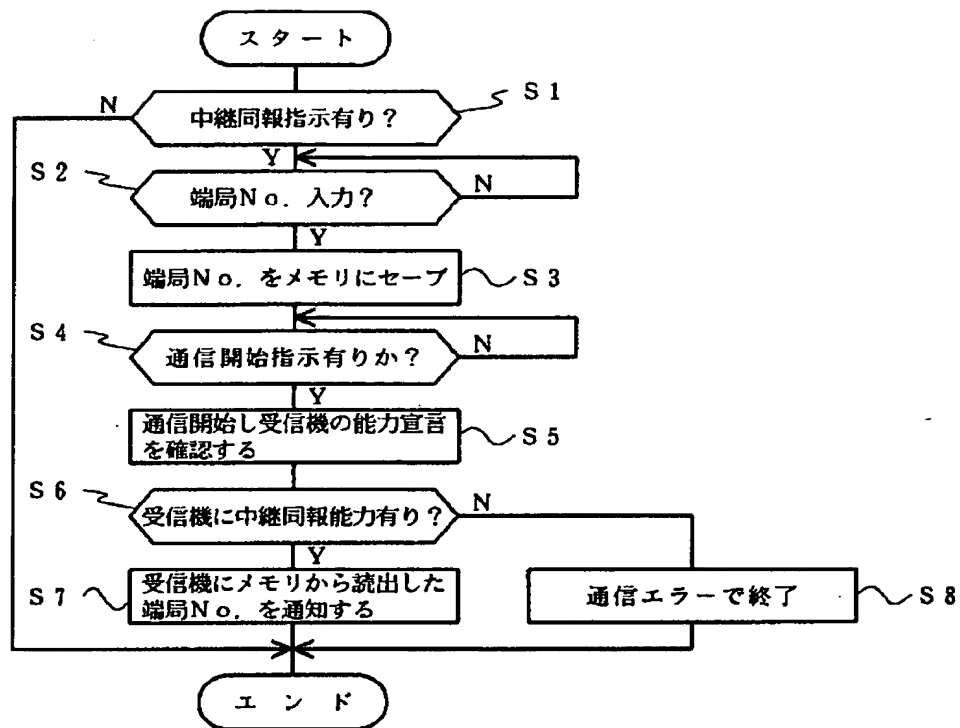 スタート
S1
N
中継同報指示有り？
Y
S2
端局No．入力？
N
Y
端局No．をメモリにセーブ
S3
S4
通信開始指示有りか？
N
Y
通信開始し受信機の能力宣言
を確認する
S5
S6
受信機に中継同報能力有り？
N
Y
S7
受信機にメモリから読出した
端局No．を通知する
通信エラーで終了
S8
エンド